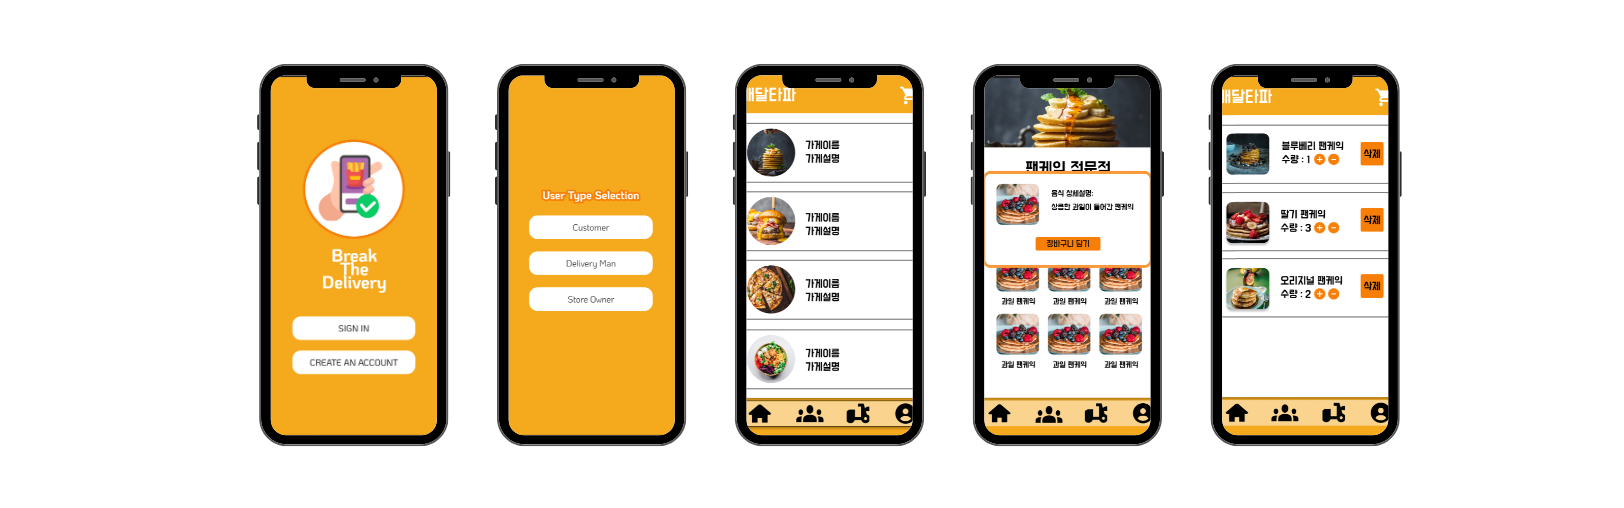 Break
The
Delivery
SIGN IN
CREATE AN ACCOUNT
User Type Selection
Customer
Delivery Man
Store Owner
배달타파
가게이름
가게설명
가게이름
가게설명
가게이름
가게설명
가게이름
가게설명
팬케익 전문점
음식 상세설명:
상큼한 과일이 들어간 팬케익
장바구니 담기
과일 팬케익
과일 팬케익
과일 팬케익
과일 팬케익
과일 팬케익
과일 팬케익
배달타파
블루베리 팬케익
수량 : 1
삭제
딸기 팬케익
수량 : 3
삭제
오리지널 팬케익
수량 : 2
삭제